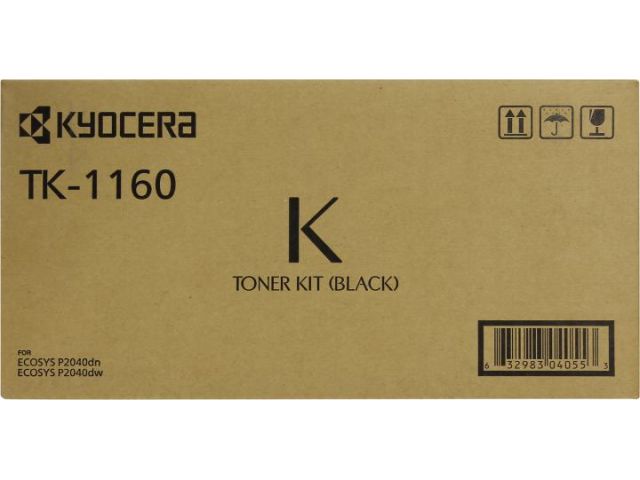 KYOCERA
TK-1160
K
TONER KIT (BLACK)
FOR
ECOSYS P2040dn
ECOSYS P2040dw
6 32983 04055 3